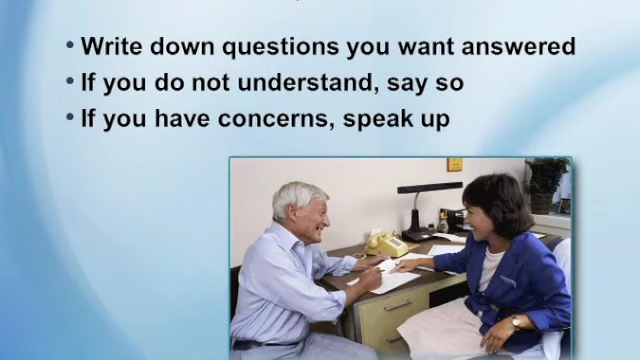 • Write down questions you want answered
• If you do not understand, say so
• If you have concerns, speak up